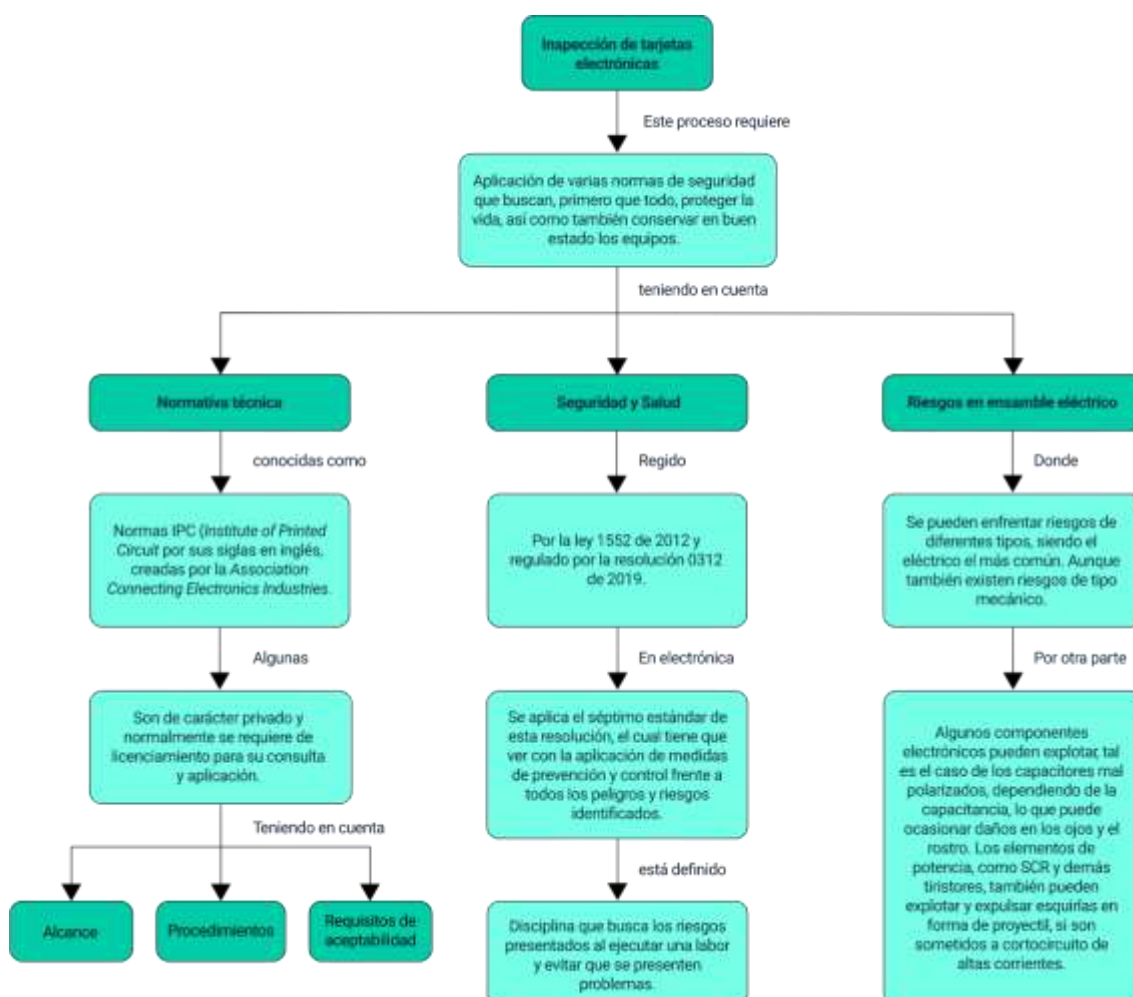 Inapección de tarjetas
electrónicas
Este proceso requiere
Aplicación de varias normas de seguridad
que buscan, primero que todo, proteger la
vida, así como también conservar en buen
estado los equipos.
teniendo en cuenta
Normativa técnica
conocidas como
Normas IPC (Institute of Printed
Circuit por sus siglas en inglés,
creadas por la Association
Connecting Electronics Industries.
Algunas
Son de carácter privado y
normalmente se requiere de
licenciamiento para su consulta
y aplicación.
Teniendo en cuenta
Alcance
Procedimientos
Requisitos de
aceptabilidad
Seguridad y Salud
Regido
Por la ley 1552 de 2012 y
regulado por la resolución 0312
de 2019.
En electrónica
Se aplica el séptimo estándar de
esta resolución, el cual tiene que
ver con la aplicación de medidas
de prevención y control frente a
todos los peligros y riesgos
identificados.
está definido
Disciplina que busca los riesgos
presentados al ejecutar una labor
y evitar que se presenten
problemas.
Riesgos en ensamble eléctrico
Donde
Se pueden enfrentar riesgos de
diferentes tipos, siendo el
eléctrico el más común. Aunque
también existen riesgos de tipo
mecánico.
Por otra parte
Algunos componentes
electrónicos pueden explotar, tal
es el caso de los capacitores mal
polarizados, dependiendo de la
capacitancia, lo que puede
ocasionar daños en los ojos y el
rostro. Los elementos de
potencia, como SCR y demás
tiristores, también pueden
explotar y expulsar esquirlas en
forma de proyectil, si son
sometidos a cortocircuito de
altas corrientes.